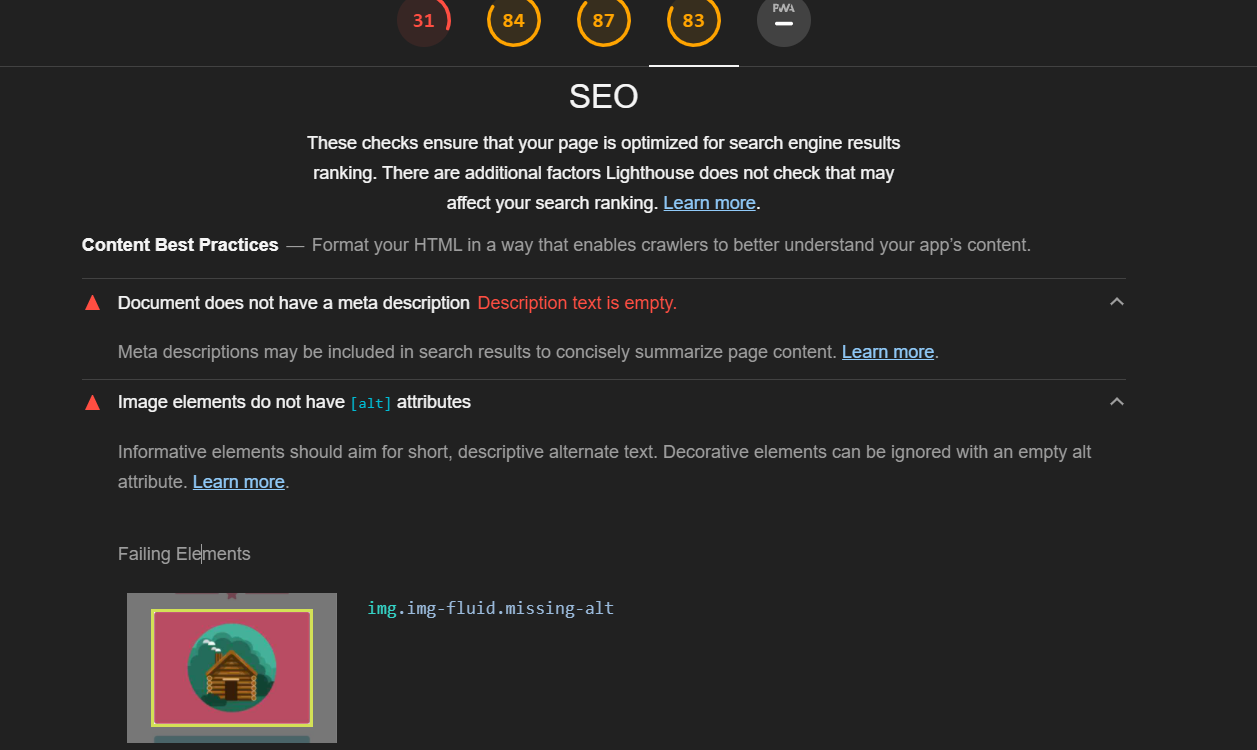 31 84 87 83 PWA
SEO
These checks ensure that your page is optimized for search engine results
ranking. There are additional factors Lighthouse does not check that may
affect your search ranking. Learn more.
Content Best Practices — Format your HTML in a way that enables crawlers to better understand your app’s content.
Document does not have a meta description Description text is empty.
Meta descriptions may be included in search results to concisely summarize page content. Learn more.
Image elements do not have [alt] attributes
Informative elements should aim for short, descriptive alternate text. Decorative elements can be ignored with an empty alt
attribute. Learn more.
Failing Elements
img.img-fluid.missing-alt